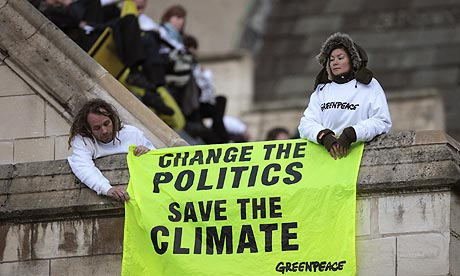 GREENPEACE
CHANGE THE
POLITICS
SAVE THE
CLIMATE
GREENPEACE